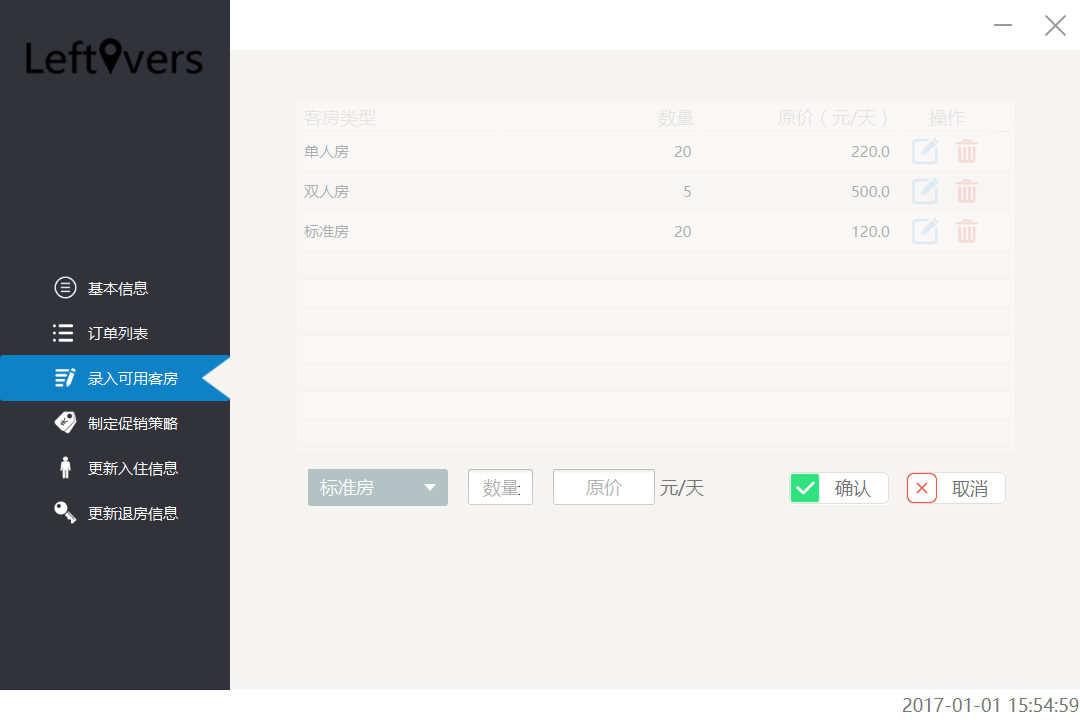 Leftovers
基本信息
订单列表
录入可用客房
制定促销策略
更新入住信息
更新退房信息
客房类型 数量 原价（元/天） 操作
单人房 20 220.0
双人房 5 500.0
标准房 20 120.0
标准房 数量 原价 元/天 确认 取消
2017-01-01 15:54:59